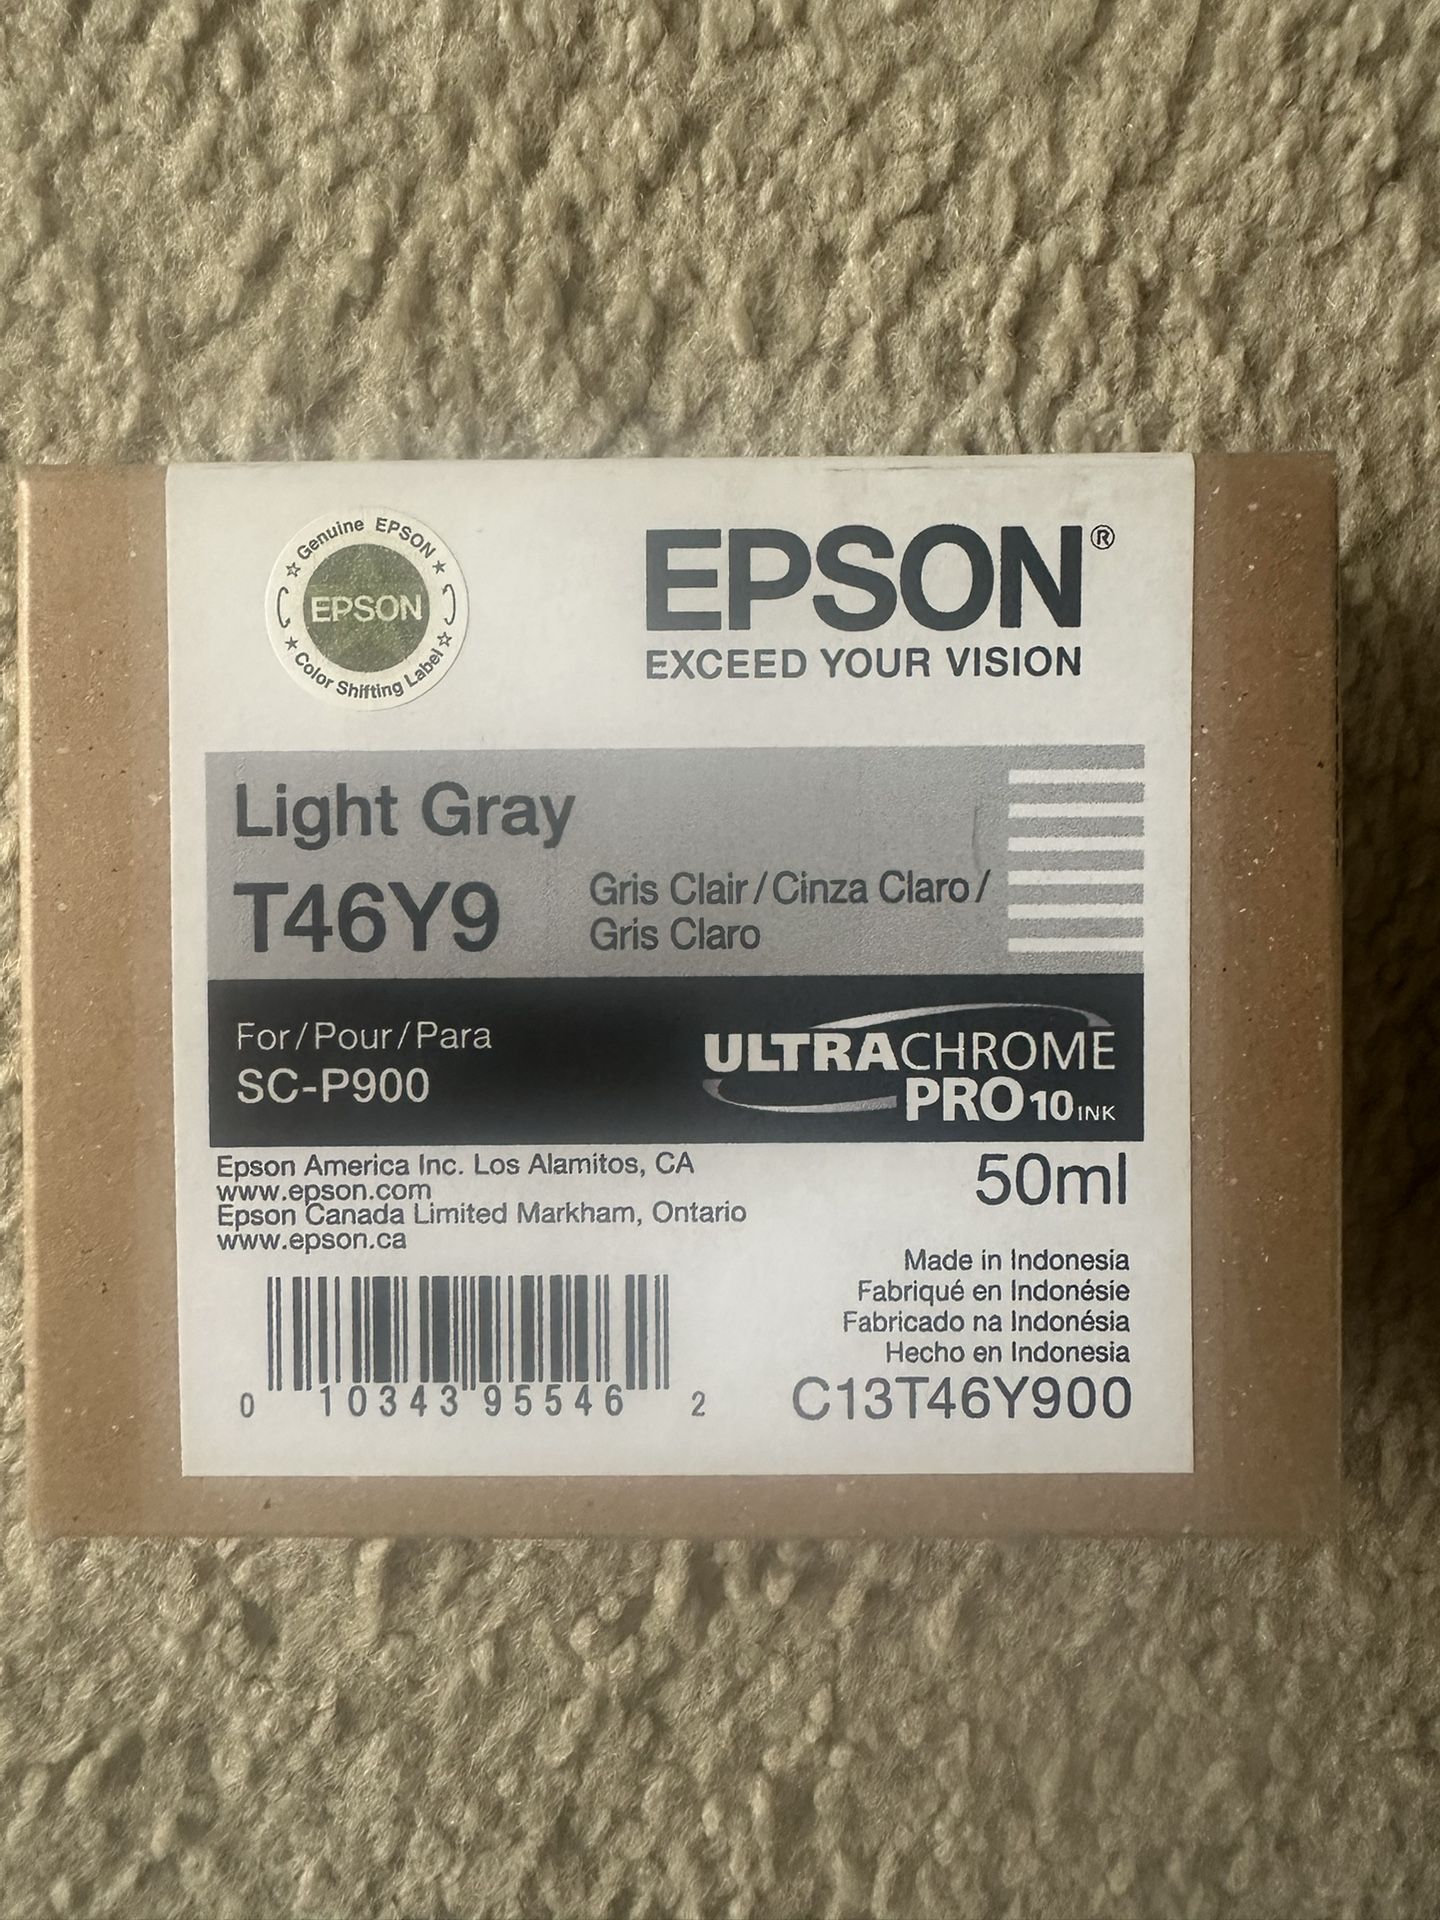 Genuine EPSON
EPSON
Color Shifting Label
EPSON®
EXCEED YOUR VISION
Light Gray
T46Y9
Gris Clair/Cinza Claro/
Gris Claro
For/Pour/Para
SC-P900
ULTRACHROME
PRO10INK
Epson America Inc. Los Alamitos, CA
www.epson.com
Epson Canada Limited Markham, Ontario
www.epson.ca
50ml
Made in Indonesia
Fabriqué en Indonésie
Fabricado na Indonésia
Hecho en Indonesia
C13T46Y900
0 10343 95546 2